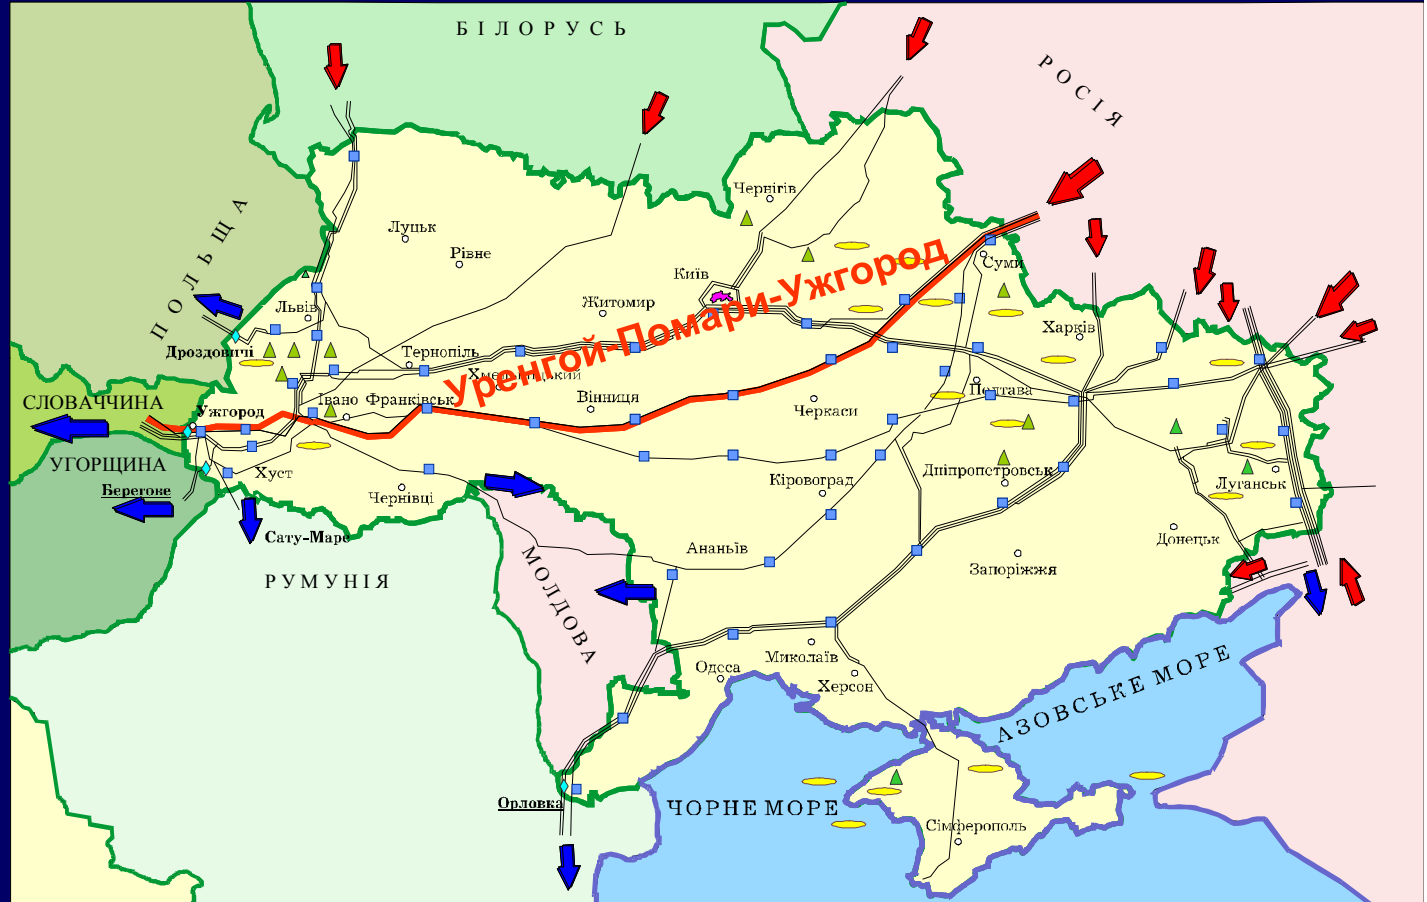 БІЛОРУСЬ
РОСІЯ
ПОЛЬЩА
Чернігів
Луцьк
Рівне
Суми
Київ
Житомир
Львів
Харків
Дроздовичі
Тернопіль
Уренгой-Помари-Ужгород
Хмельницький
Полтава
СЛОВАЧЧИНА
Ужгород
Івано Франківськ
Вінниця
Черкаси
УГОРЩИНА
Хуст
Берегове
Чернівці
Кіровоград
Дніпропетровськ
Луганськ
Сату-Маре
Донецьк
Ананьїв
Запоріжжя
РУМУНІЯ
МОЛДОВА
Миколаїв
Одеса
Херсон
АЗОВСЬКЕ МОРЕ
Орловка
ЧОРНЕ МОРЕ
Сімферополь